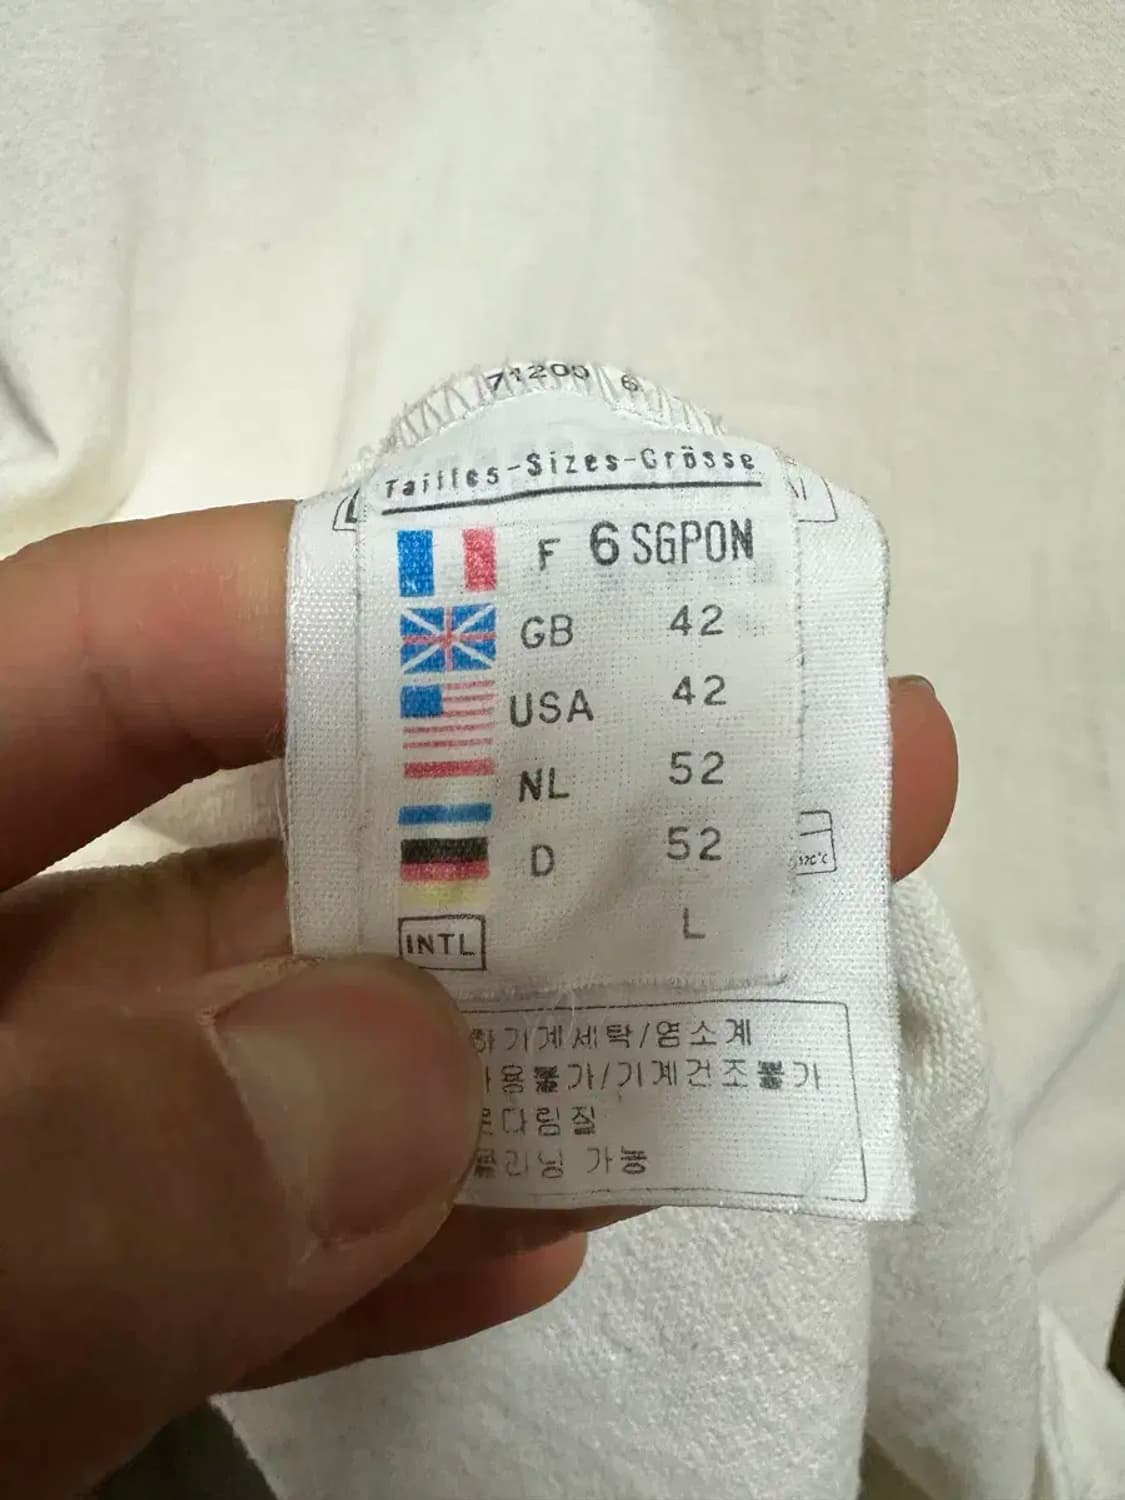 71200 6
Tailles-Sizes-Grösse
F 6 SGPON
GB 42
USA 42
NL 52
D 52
INTL L
기계세탁/염소계
용불가/기계건조불가
다림질
리닝 가능